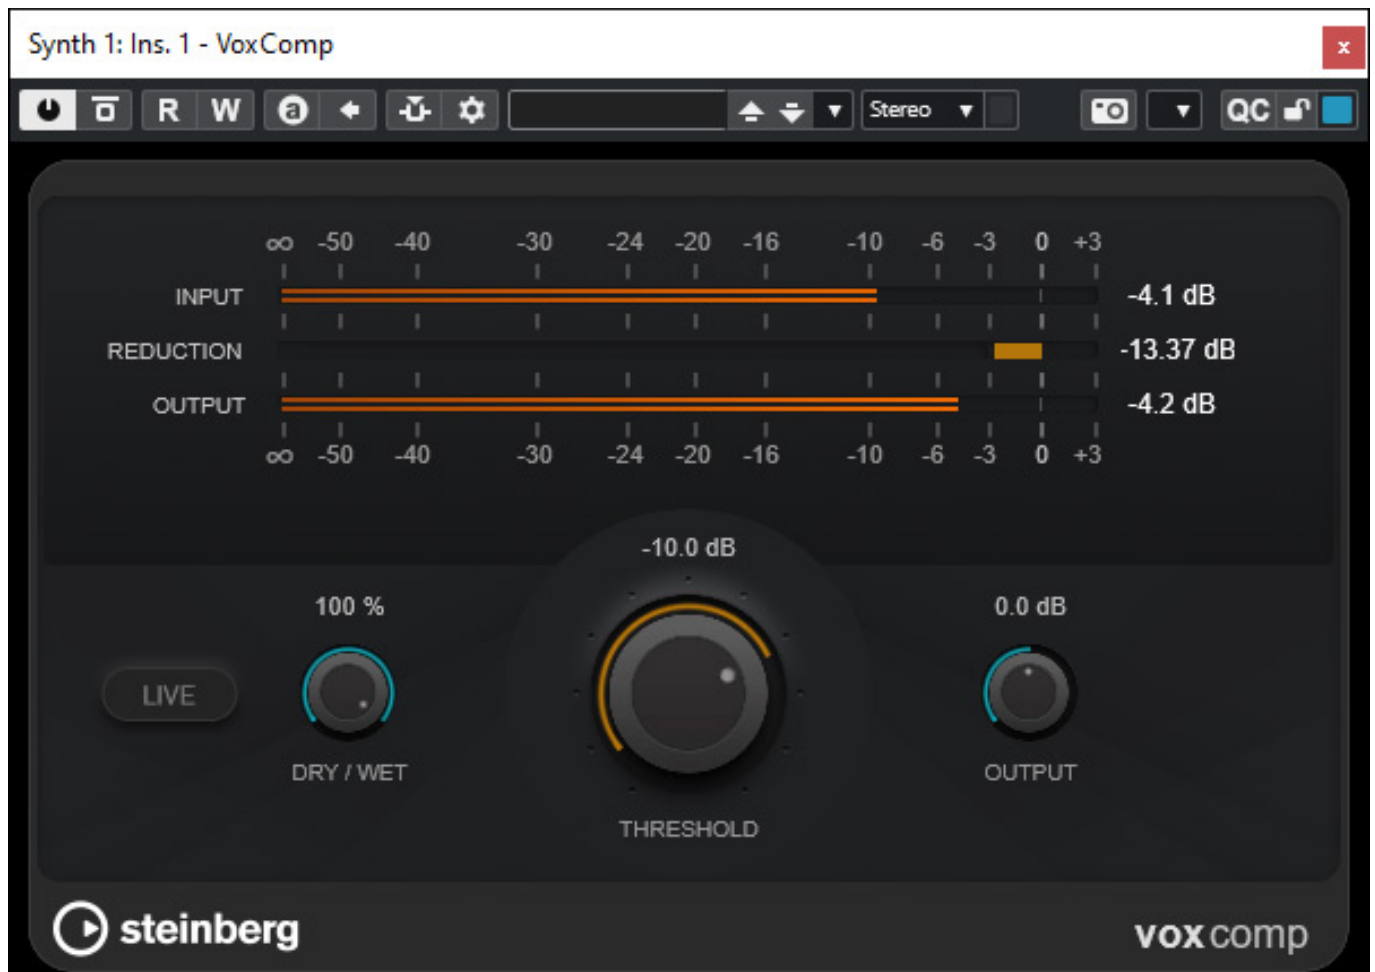 Synth 1: Ins. 1 - VoxComp
x
R W a Stereo QC
∞ -50 -40 -30 -24 -20 -16 -10 -6 -3 0 +3
INPUT -4.1 dB
REDUCTION -13.37 dB
OUTPUT -4.2 dB
∞ -50 -40 -30 -24 -20 -16 -10 -6 -3 0 +3
-10.0 dB
100 % 0.0 dB
LIVE
DRY / WET OUTPUT
THRESHOLD
steinberg voxcomp